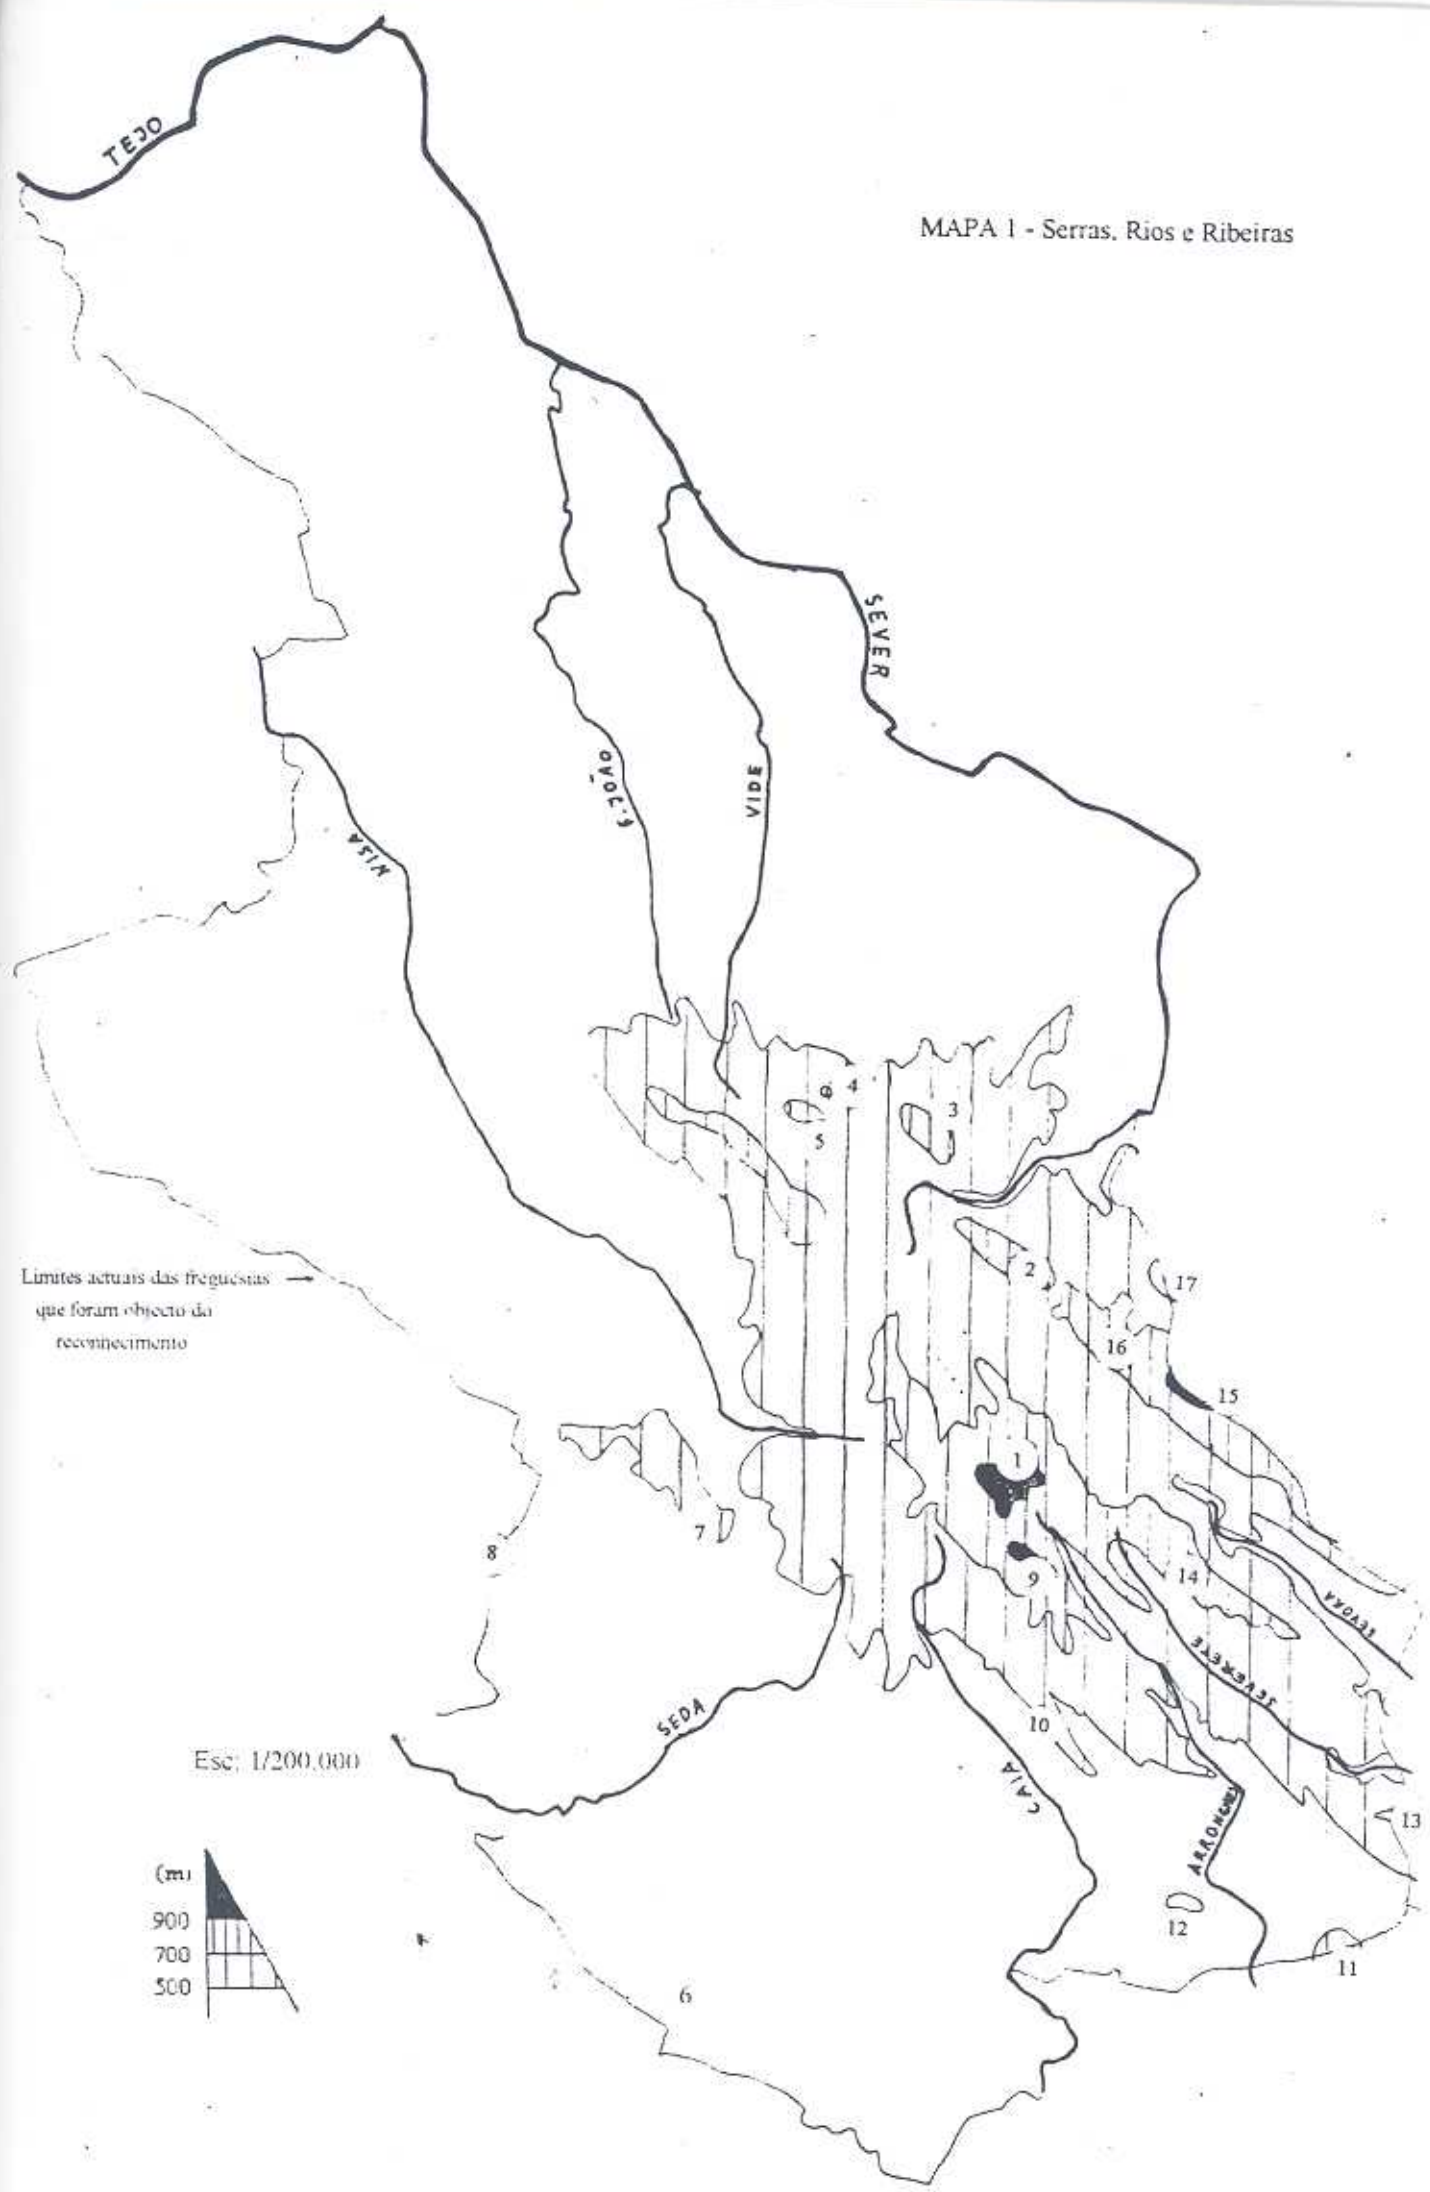 TEJO
MAPA 1 - Serras, Rios e Ribeiras
SEVER
S. JOÃO
VIDE
NISA
4
3
5
Limites actuais das freguesias
que foram objecto do
reconhecimento
2
17
16
15
1
7
8
9
14
SEVORA
SEVERETE
SEDA
10
Esc: 1/200.000
CAIA
ARRONCHES
13
(m)
900
700
500
12
11
6